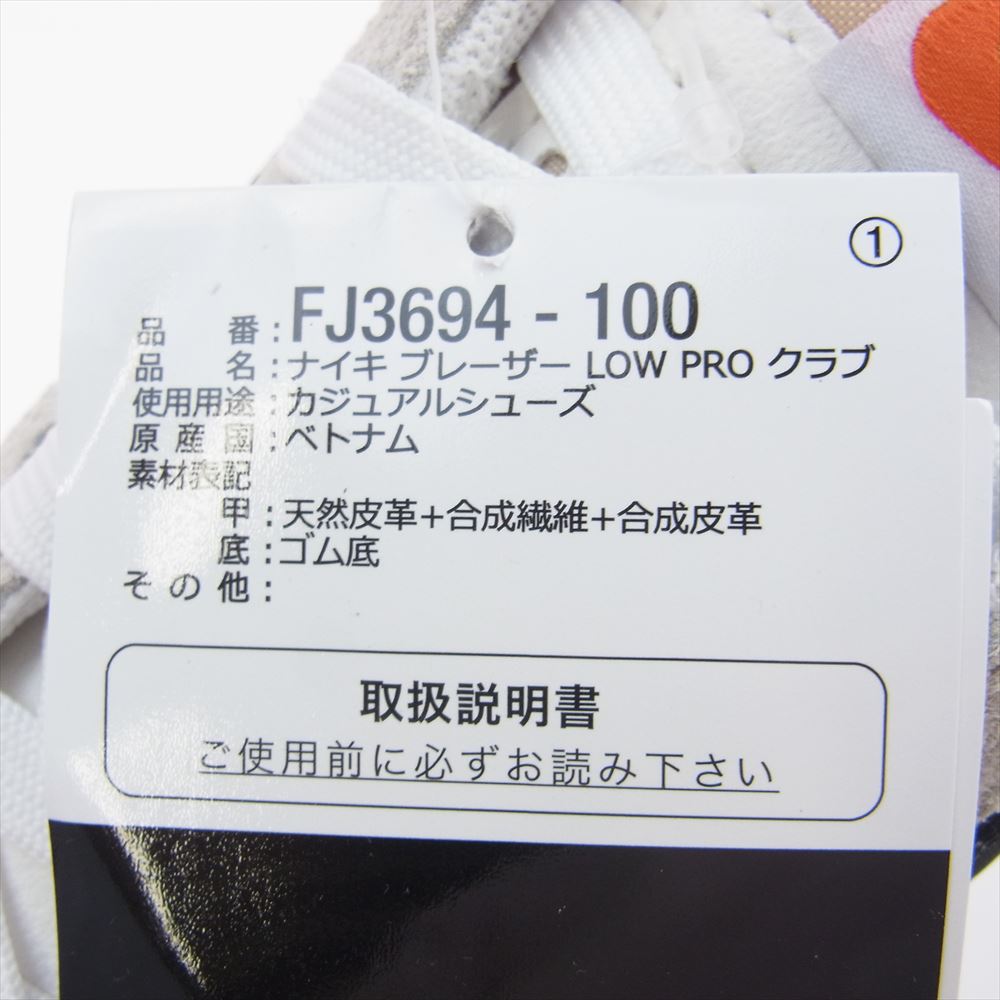 ①
品番:FJ3694 - 100
品名:ナイキ ブレーザー LOW PRO クラブ
使用用途:カジュアルシューズ
原産国:ベトナム
素材表記
甲:天然皮革+合成繊維+合成皮革
底:ゴム底
その他:
取扱説明書
ご使用前に必ずお読み下さい